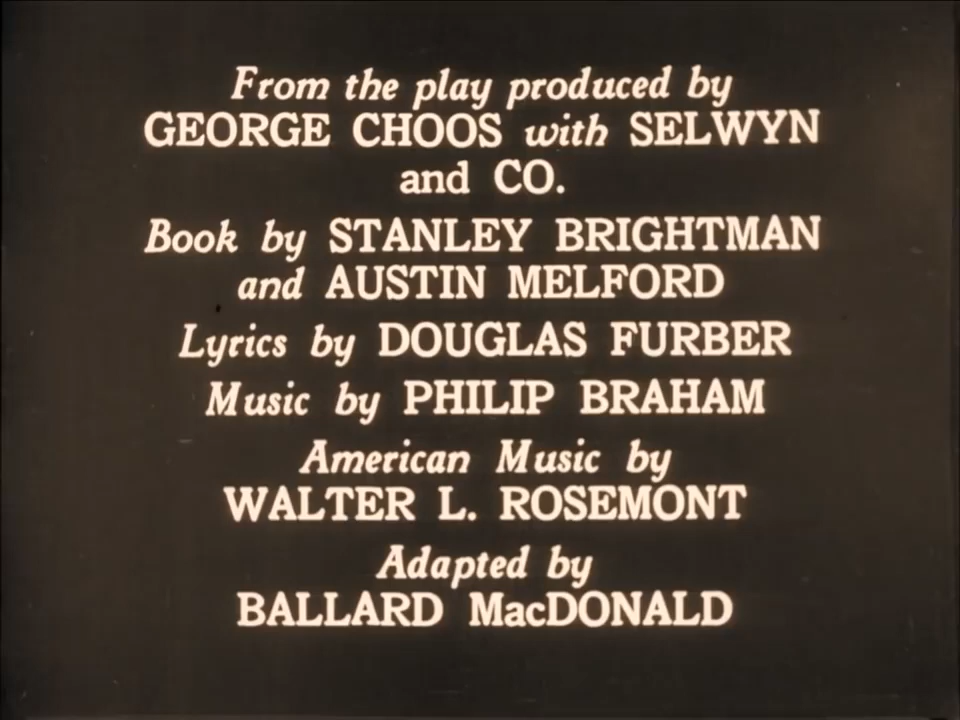 From the play produced by
GEORGE CHOOS with SELWYN
and CO.
Book by STANLEY BRIGHTMAN
and AUSTIN MELFORD
Lyrics by DOUGLAS FURBER
Music by PHILIP BRAHAM
American Music by
WALTER L. ROSEMONT
Adapted by
BALLARD MacDONALD